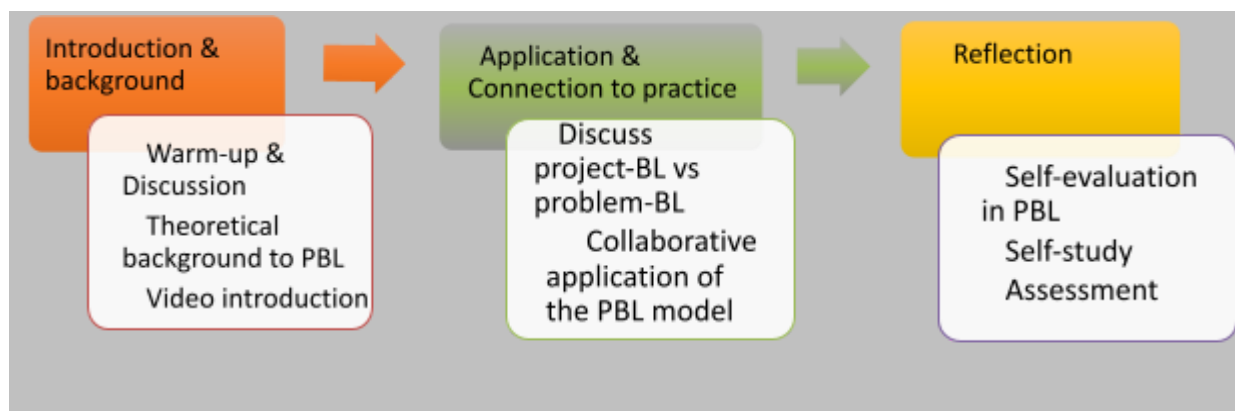 Introduction &
background
Warm-up &
Discussion
Theoretical
background to PBL
Video introduction
Application &
Connection to practice
Discuss
project-BL vs
problem-BL
Collaborative
application of
the PBL model
Reflection
Self-evaluation
in PBL
Self-study
Assessment